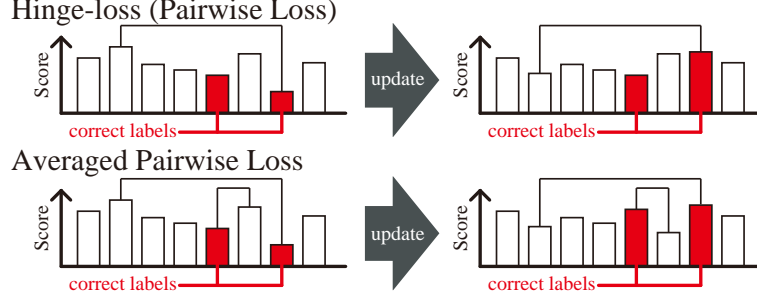 Hinge-loss (Pairwise Loss)
Score
update
Score
correct labels
correct labels
Averaged Pairwise Loss
Score
update
Score
correct labels
correct labels